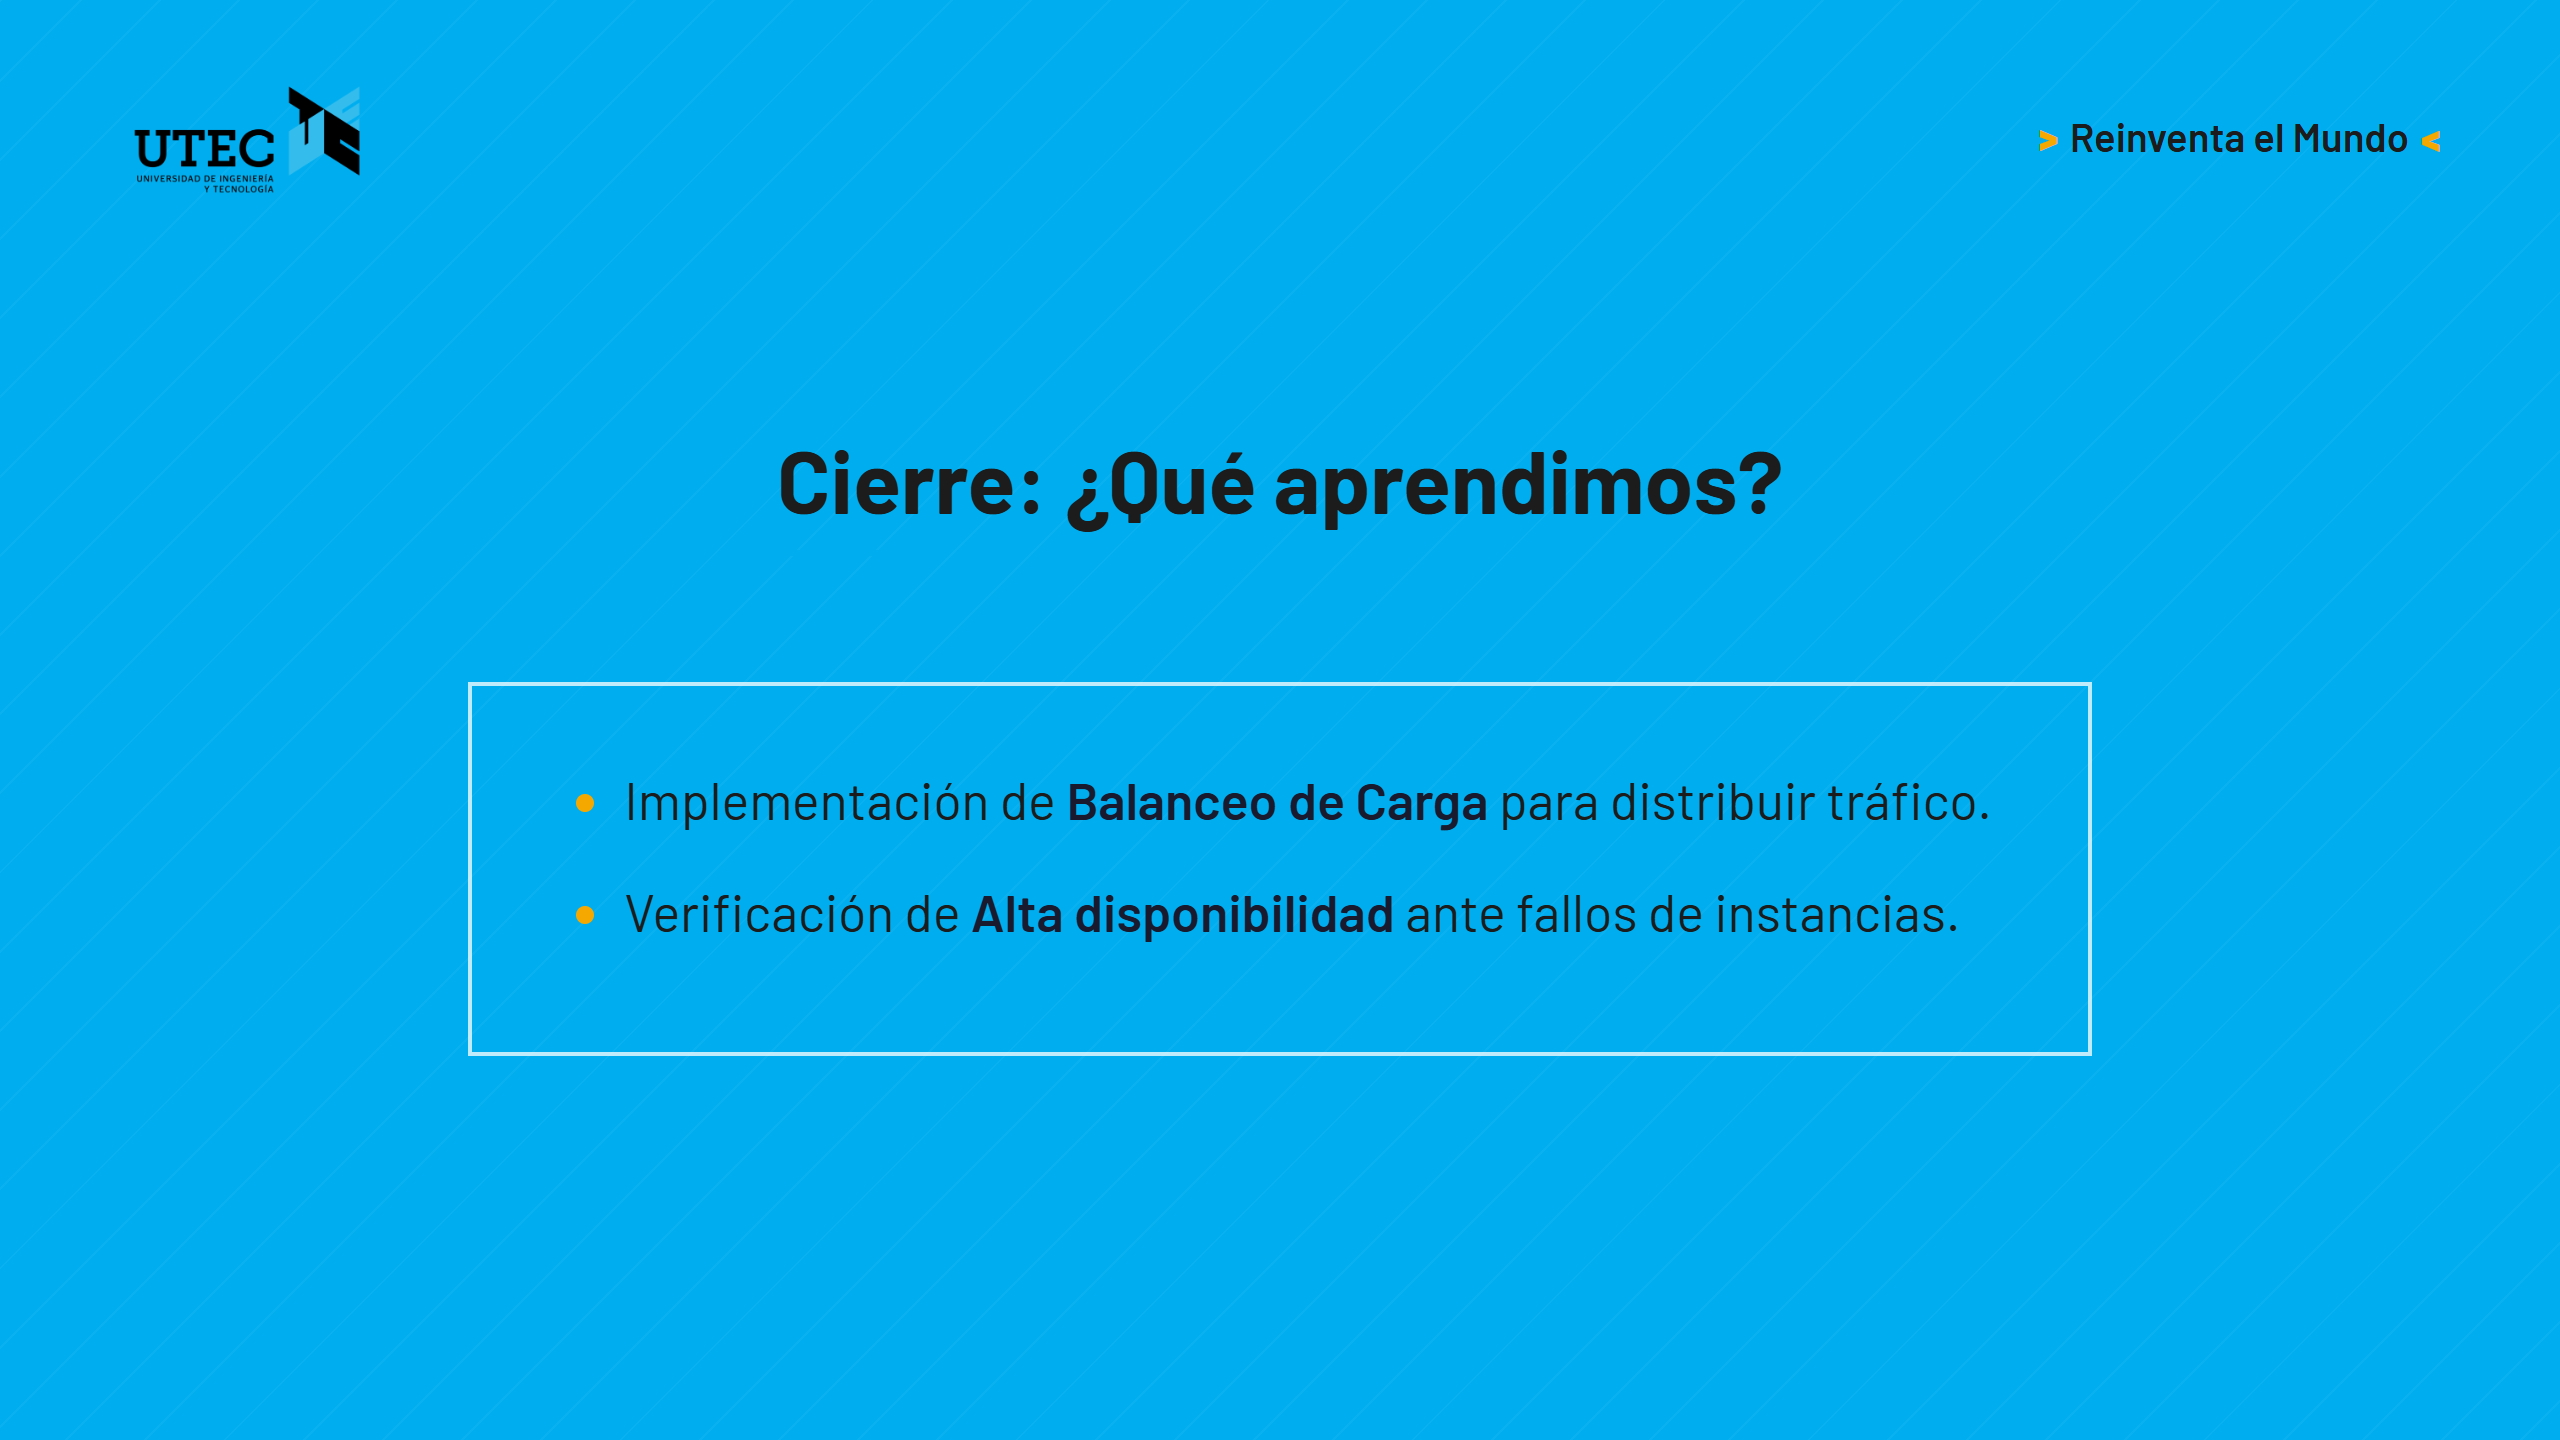 UTEC
UNIVERSIDAD DE INGENIERÍA
Y TECNOLOGÍA
> Reinventa el Mundo <
Cierre: ¿Qué aprendimos?
• Implementación de Balanceo de Carga para distribuir tráfico.
• Verificación de Alta disponibilidad ante fallos de instancias.